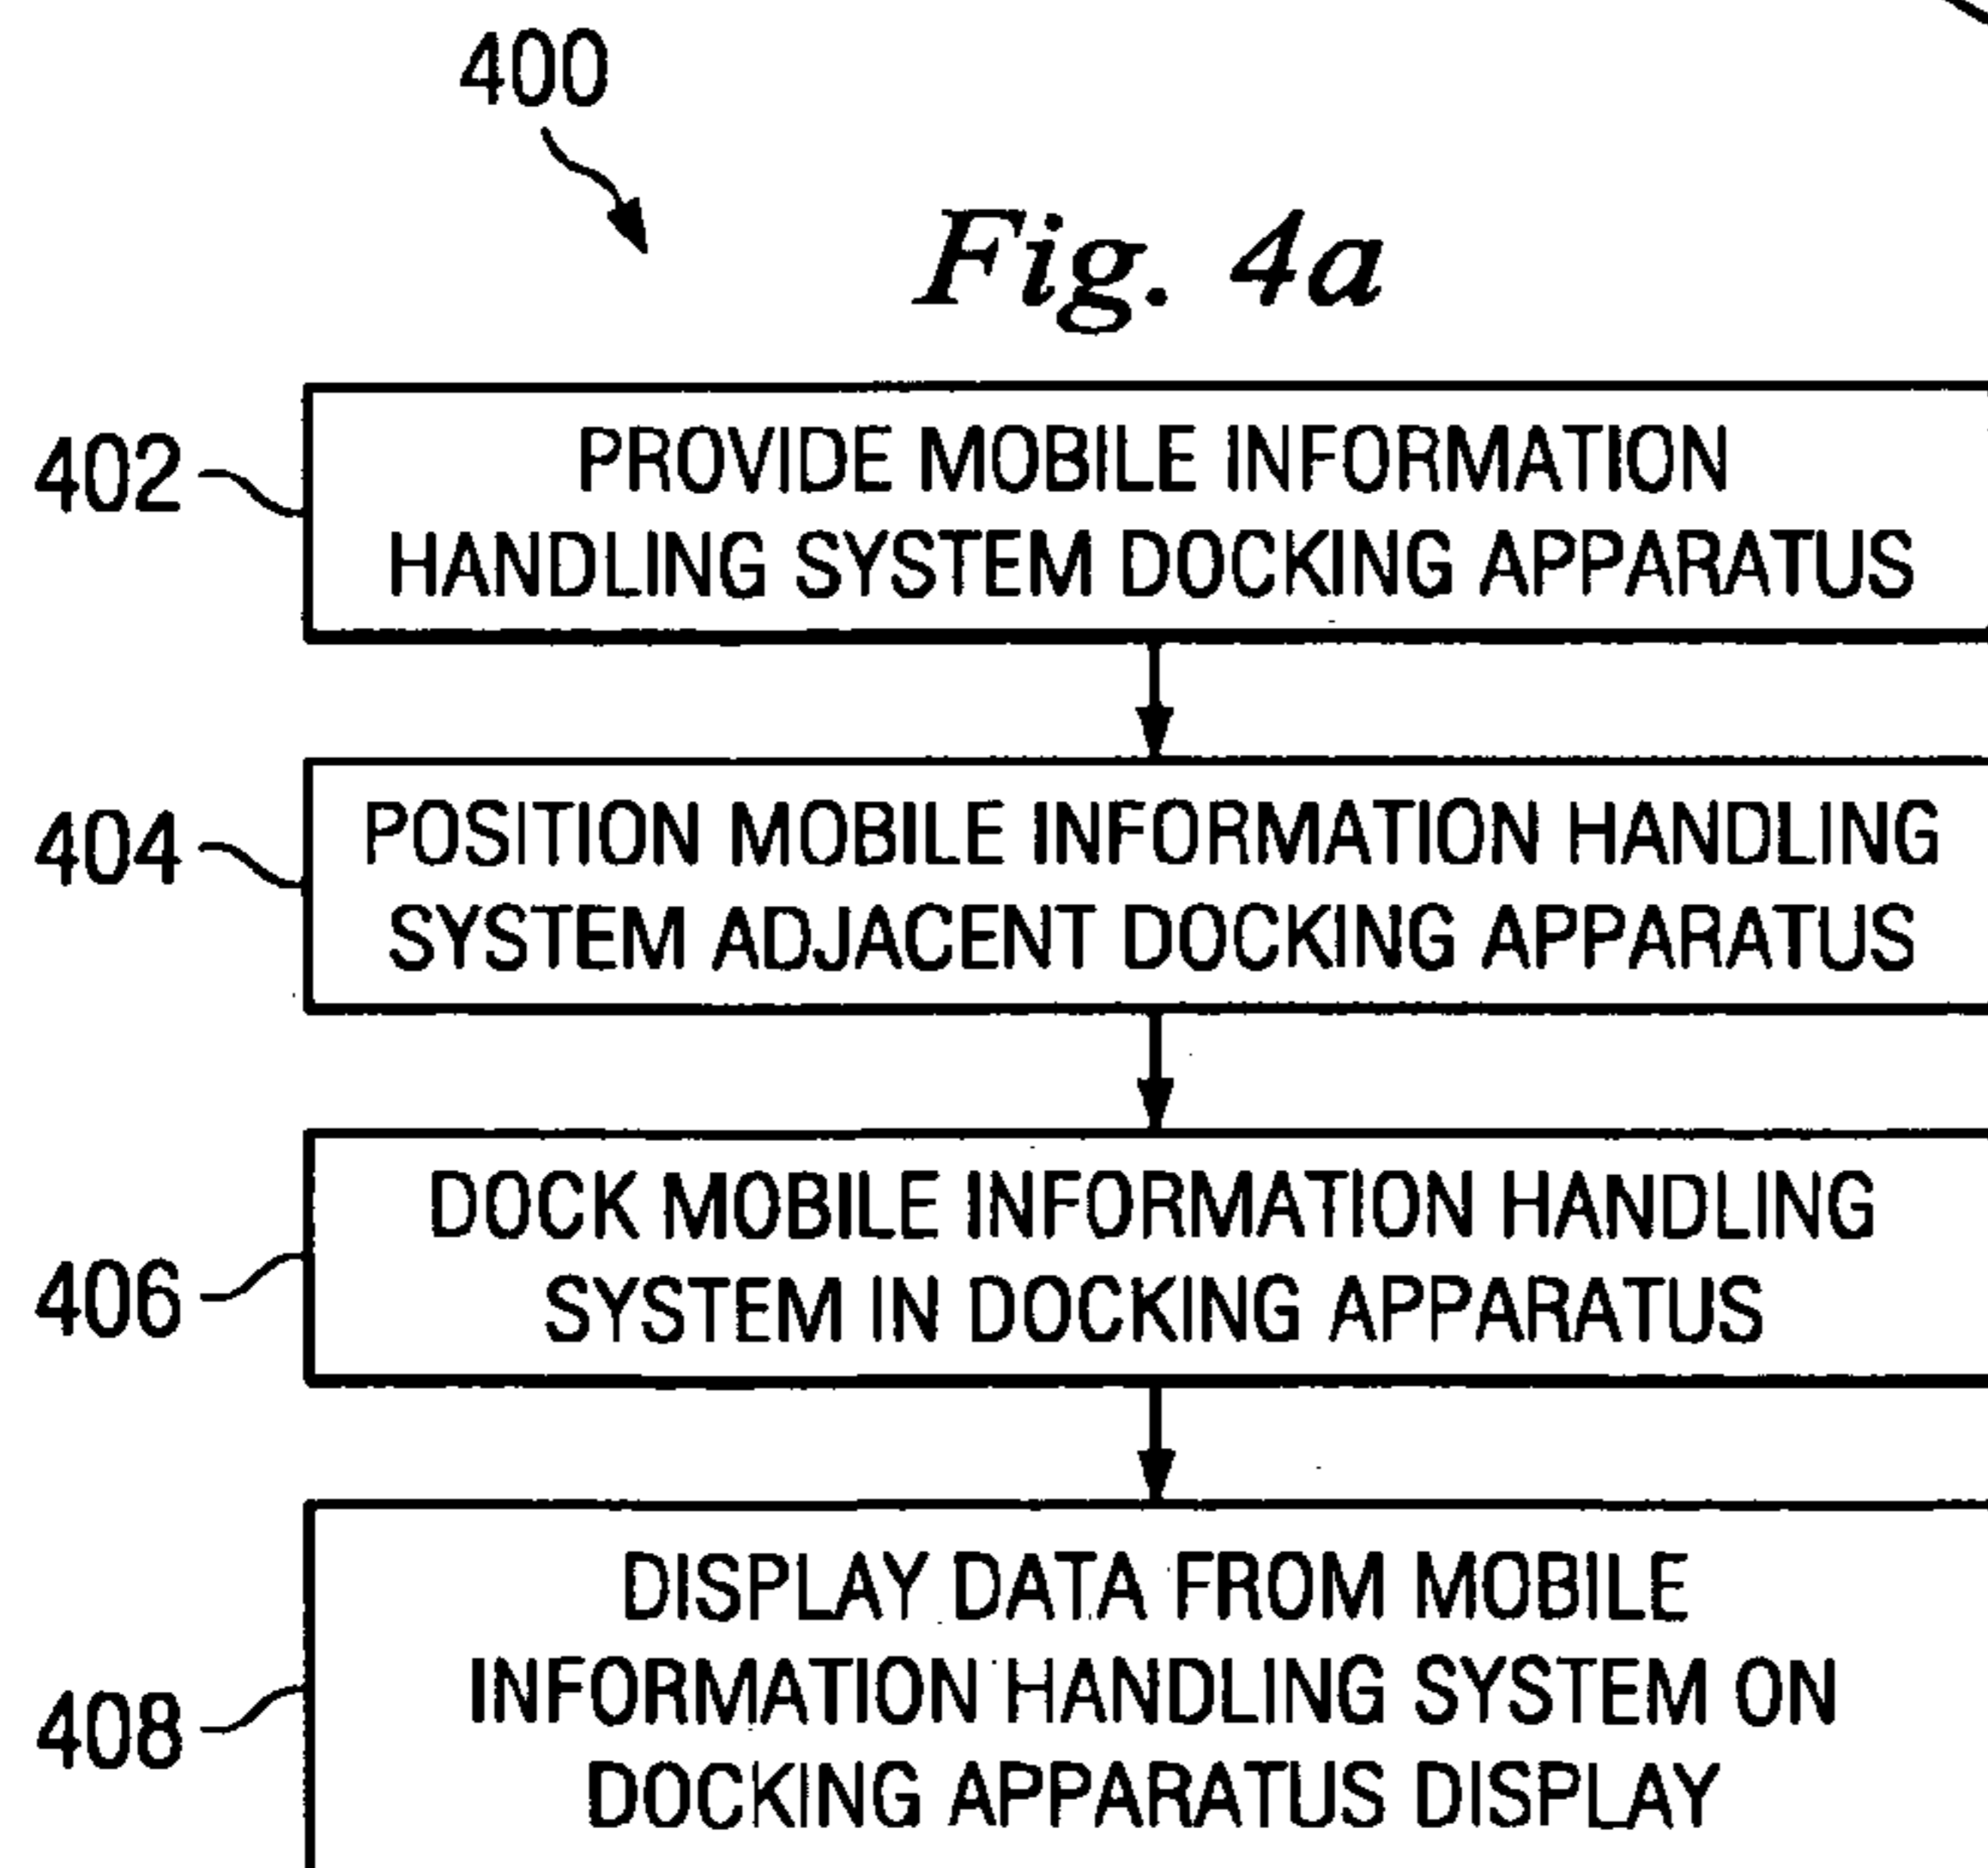 400
Fig. 4a
402
PROVIDE MOBILE INFORMATION
HANDLING SYSTEM DOCKING APPARATUS
404
POSITION MOBILE INFORMATION HANDLING
SYSTEM ADJACENT DOCKING APPARATUS
406
DOCK MOBILE INFORMATION HANDLING
SYSTEM IN DOCKING APPARATUS
408
DISPLAY DATA FROM MOBILE
INFORMATION HANDLING SYSTEM ON
DOCKING APPARATUS DISPLAY